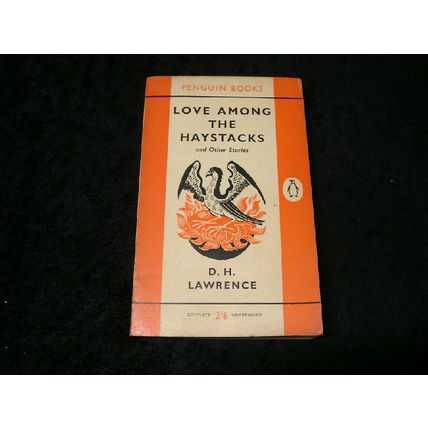 PENGUIN BOOKS
LOVE AMONG
THE
HAYSTACKS
and Other Stories
D. H.
LAWRENCE
COMPLETE 2/6 UNABRIDGED